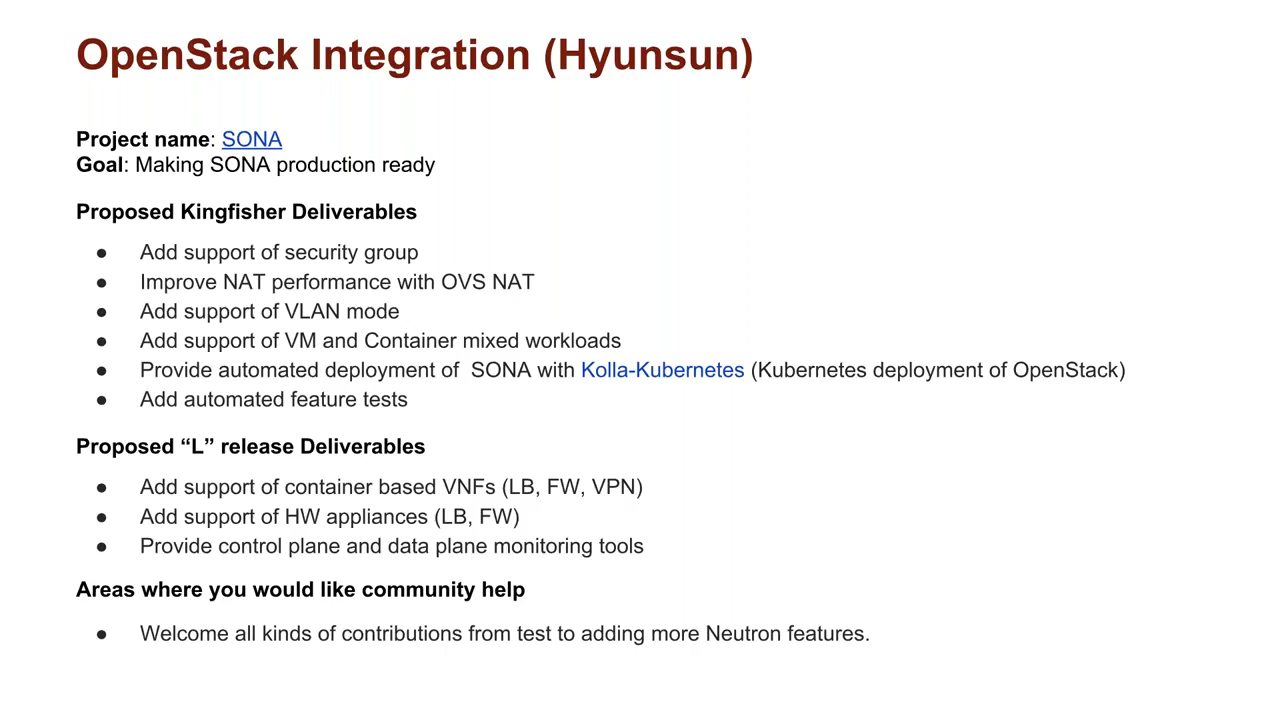 OpenStack Integration (Hyunsun)
Project name: SONA
Goal: Making SONA production ready
Proposed Kingfisher Deliverables
● Add support of security group
● Improve NAT performance with OVS NAT
● Add support of VLAN mode
● Add support of VM and Container mixed workloads
● Provide automated deployment of  SONA with Kolla-Kubernetes (Kubernetes deployment of OpenStack)
● Add automated feature tests
Proposed “L” release Deliverables
● Add support of container based VNFs (LB, FW, VPN)
● Add support of HW appliances (LB, FW)
● Provide control plane and data plane monitoring tools
Areas where you would like community help
● Welcome all kinds of contributions from test to adding more Neutron features.